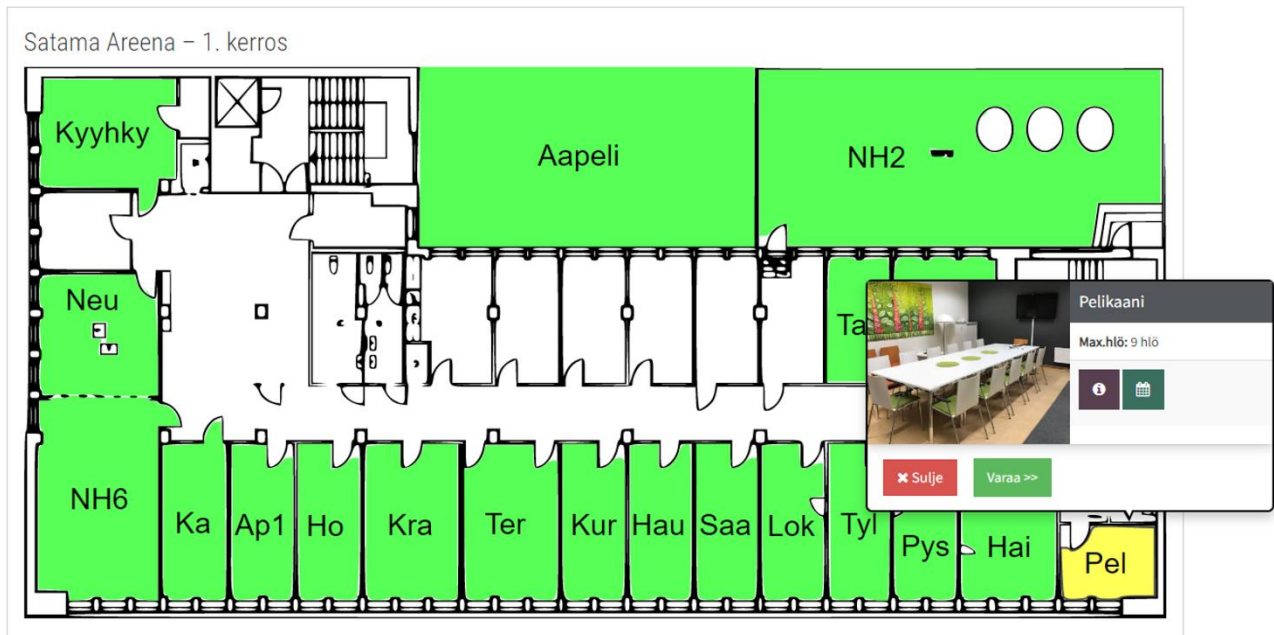 Satama Areena – 1. kerros
Kyyhky
Aapeli
NH2
Neu
Ta
Pelikaani
Max.hlö: 9 hlö
✖ Sulje
Varaa >>
NH6
Ka
Ap1
Ho
Kra
Ter
Kur
Hau
Saa
Lok
Tyl
Pys
Hai
Pel